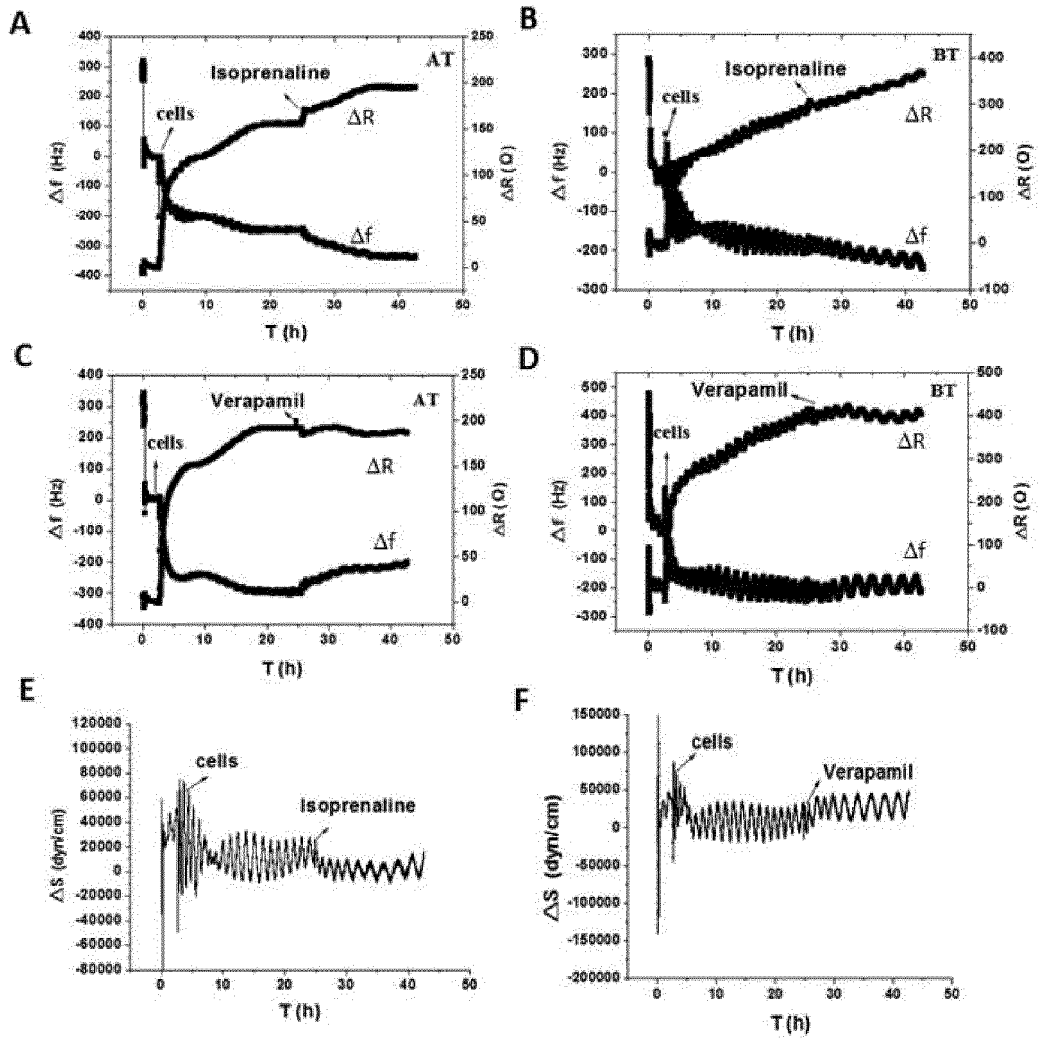 A
B
400
300
200
100
0
-100
-200
-300
-400
Δf (Hz)
AT
Isoprenaline
cells
ΔR
Δf
250
200
150
100
50
0
ΔR (Ω)
0 10 20 30 40 50
T (h)
300
200
100
0
-100
-200
-300
Δf (Hz)
BT
Isoprenaline
cells
ΔR
Δf
400
300
200
100
0
-100
ΔR (Ω)
0 10 20 30 40 50
T (h)
C
D
400
300
200
100
0
-100
-200
-300
-400
Δf (Hz)
AT
Verapamil
cells
ΔR
Δf
250
200
150
100
50
0
ΔR (Ω)
0 10 20 30 40 50
T (h)
500
400
300
200
100
0
-100
-200
-300
Δf (Hz)
BT
Verapamil
cells
ΔR
Δf
500
400
300
200
100
0
-100
ΔR (Ω)
0 10 20 30 40 50
T (h)
E
F
120000
100000
80000
60000
40000
20000
0
-20000
-40000
-60000
-80000
ΔS (dyn/cm)
cells
Isoprenaline
0 10 20 30 40 50
T (h)
150000
100000
50000
0
-50000
-100000
-150000
-200000
ΔS (dyn/cm)
cells
Verapamil
0 10 20 30 40 50
T (h)